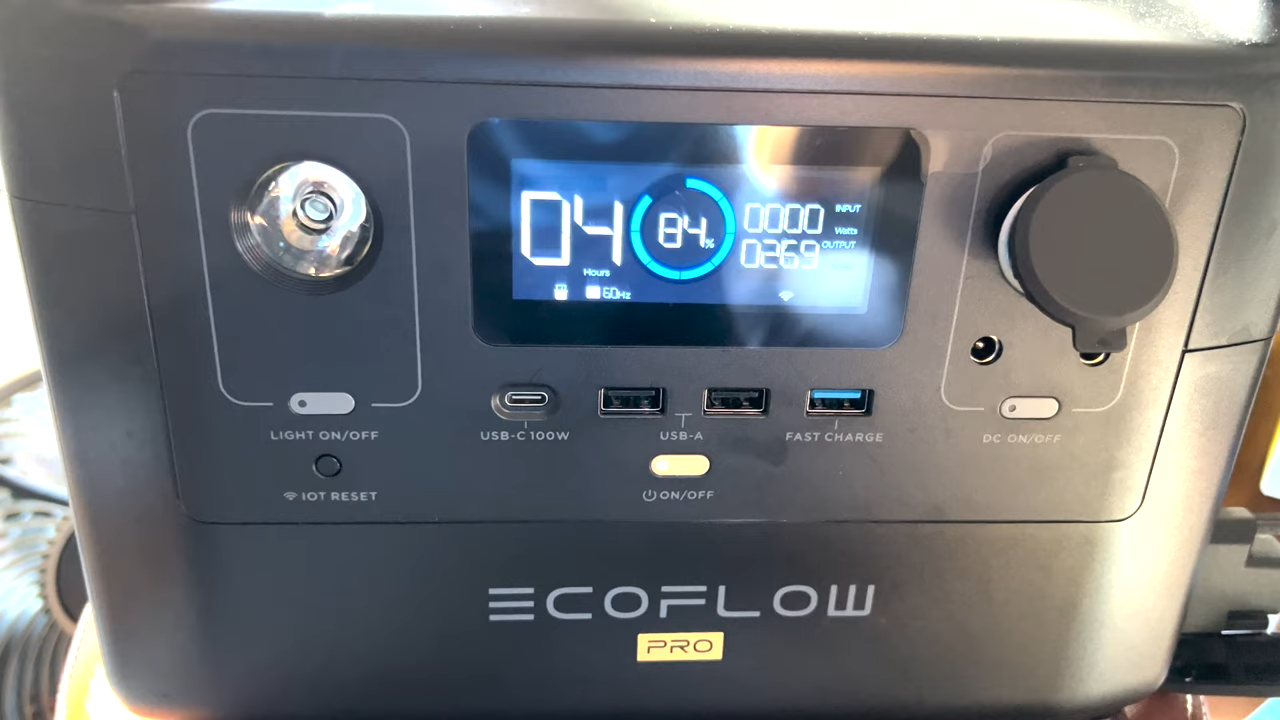 04
Hours
84%
0000
INPUT
Watts
0269
OUTPUT
60Hz
LIGHT ON/OFF
IOT RESET
USB-C 100W
USB-A
FAST CHARGE
ON/OFF
DC ON/OFF
ECOFLOW
PRO